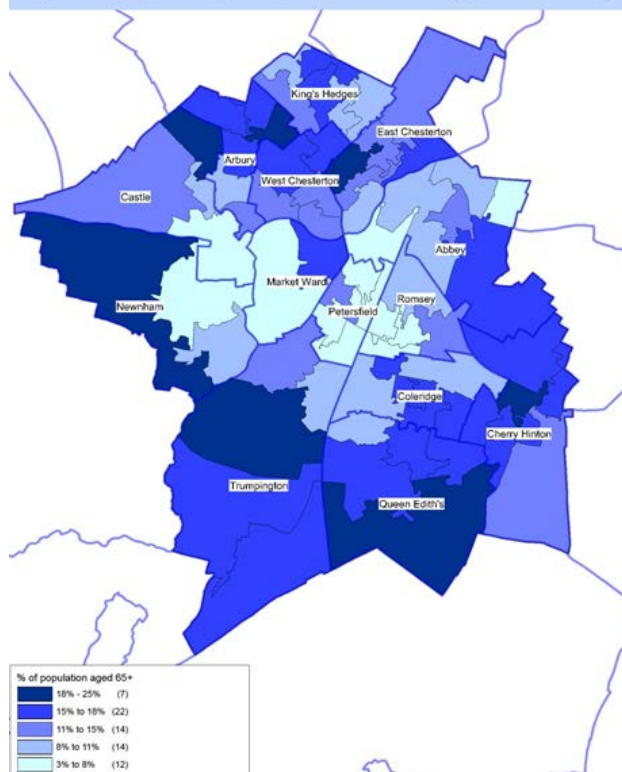 King's Hedges
East Chesterton
Arbury
West Chesterton
Castle
Abbey
Market Ward
Newnham
Romsey
Petersfield
Coleridge
Cherry Hinton
Trumpington
Queen Edith's
% of population aged 65+
18% - 25% (7)
15% to 18% (22)
11% to 15% (14)
8% to 11% (14)
3% to 8% (12)